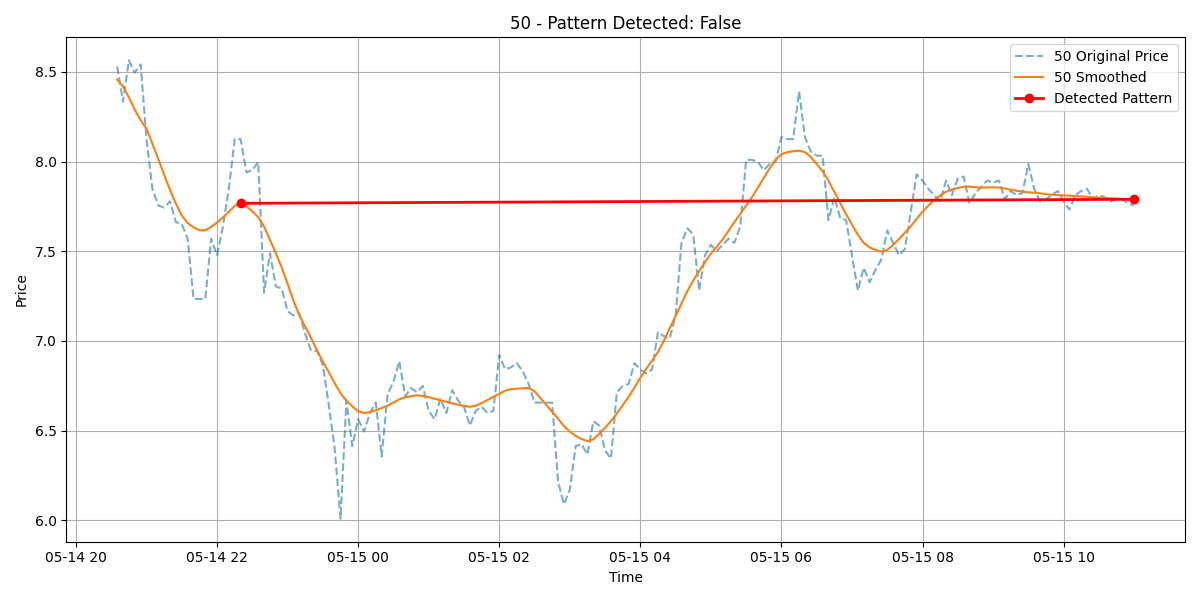 50 - Pattern Detected: False
50 Original Price
50 Smoothed
Detected Pattern
Price
8.5
8.0
7.5
7.0
6.5
6.0
05-14 20 05-14 22 05-15 00 05-15 02 05-15 04 05-15 06 05-15 08 05-15 10
Time